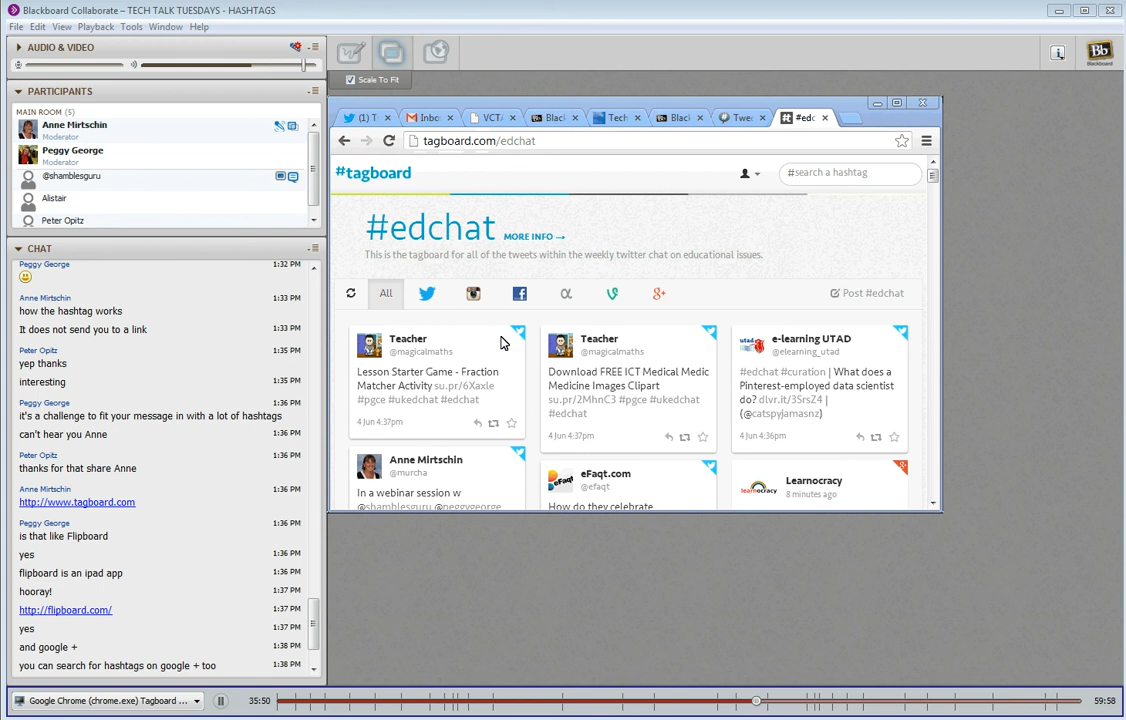 Blackboard Collaborate – TECH TALK TUESDAYS - HASHTAGS
File Edit View Playback Tools Window Help
AUDIO & VIDEO
PARTICIPANTS
MAIN ROOM (5)
Anne Mirtschin
Moderator
Peggy George
Moderator
@shamblesguru
Alistair
Peter Opitz
CHAT
Peggy George 1:32 PM
Anne Mirtschin 1:33 PM
how the hashtag works
It does not send you to a link 1:33 PM
Peter Opitz 1:35 PM
yep thanks
interesting 1:35 PM
Peggy George 1:36 PM
it's a challenge to fit your message in with a lot of hashtags
can't hear you Anne 1:36 PM
Peter Opitz 1:36 PM
thanks for that share Anne
Anne Mirtschin 1:36 PM
http://www.tagboard.com
Peggy George 1:36 PM
is that like Flipboard
yes 1:36 PM
flipboard is an ipad app 1:36 PM
hooray! 1:37 PM
http://flipboard.com/ 1:37 PM
yes 1:37 PM
and google + 1:38 PM
you can search for hashtags on google + too 1:38 PM
Scale To Fit
Bb
Blackboard
(1) T Inbo: VCTA Blac Tech Blac Twe #edc
tagboard.com/edchat
#tagboard
#search a hashtag
#edchat MORE INFO →
This is the tagboard for all of the tweets within the weekly twitter chat on educational issues.
All
Post #edchat
Teacher
@magicalmaths
Lesson Starter Game - Fraction
Matcher Activity su.pr/6Xaxle
#pgce #ukedchat #edchat
4 Jun 4:37pm
Teacher
@magicalmaths
Download FREE ICT Medical Medic
Medicine Images Clipart
su.pr/2MhnC3 #pgce #ukedchat
#edchat
4 Jun 4:37pm
utad
e-learning UTAD
@elearning_utad
#edchat #curation | What does a
Pinterest-employed data scientist
do? dlvr.it/3SrsZ4 |
(@catspyjamasnz)
4 Jun 4:36pm
Anne Mirtschin
@murcha
In a webinar session w
@shamblesguru @peggygeorge
eFaqt
eFaqt.com
@efaqt
How do they celebrate
learnocracy
Learnocracy
8 minutes ago
Google Chrome (chrome.exe) Tagboard ...
35:50
59:58